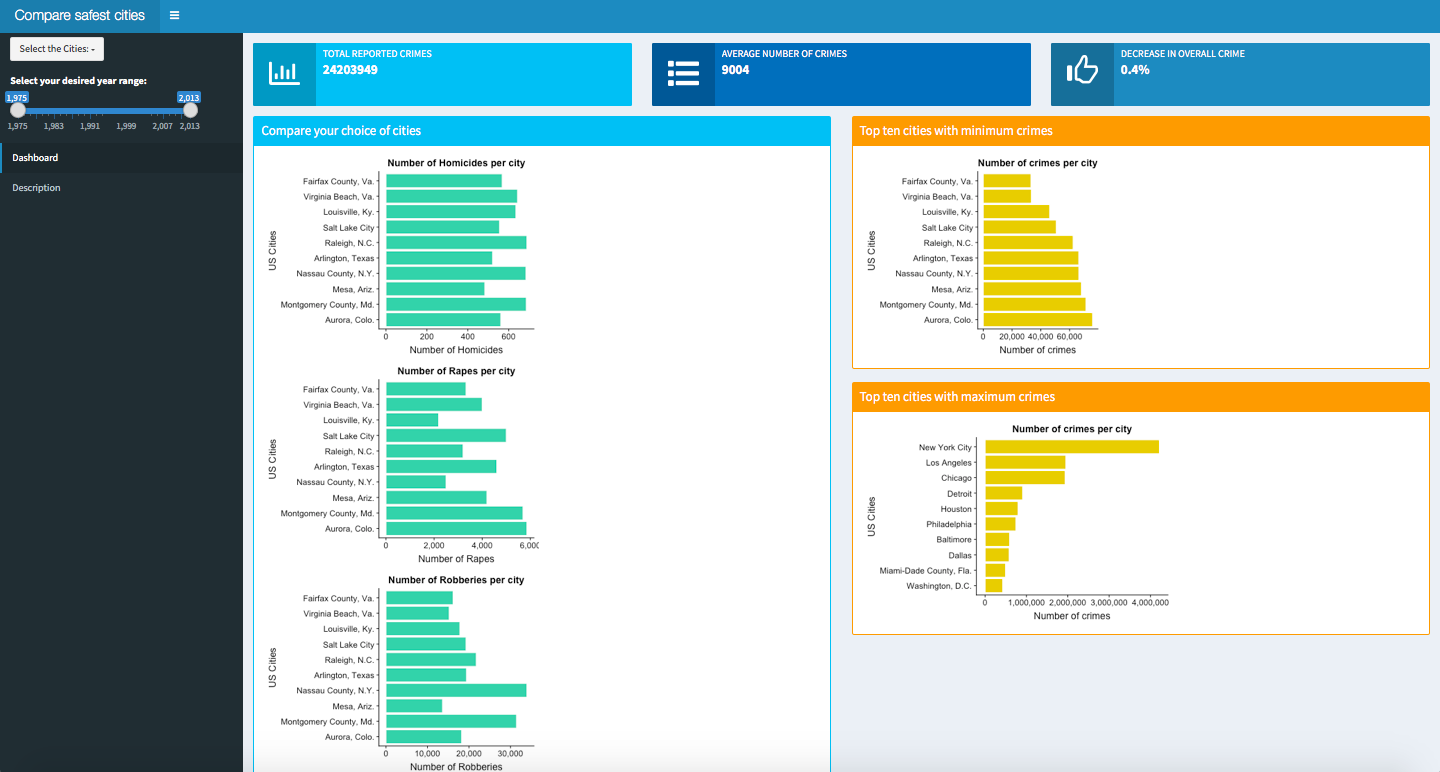 Compare safest cities
Select the Cities:
Select your desired year range:
1,975 2,013
1,975 1,983 1,991 1,999 2,007 2,013
Dashboard
Description
TOTAL REPORTED CRIMES
24203949
AVERAGE NUMBER OF CRIMES
9004
DECREASE IN OVERALL CRIME
0.4%
Compare your choice of cities
Number of Homicides per city
US Cities
Fairfax County, Va.
Virginia Beach, Va.
Louisville, Ky.
Salt Lake City
Raleigh, N.C.
Arlington, Texas
Nassau County, N.Y.
Mesa, Ariz.
Montgomery County, Md.
Aurora, Colo.
0 200 400 600
Number of Homicides
Number of Rapes per city
US Cities
Fairfax County, Va.
Virginia Beach, Va.
Louisville, Ky.
Salt Lake City
Raleigh, N.C.
Arlington, Texas
Nassau County, N.Y.
Mesa, Ariz.
Montgomery County, Md.
Aurora, Colo.
0 2,000 4,000 6,000
Number of Rapes
Number of Robberies per city
US Cities
Fairfax County, Va.
Virginia Beach, Va.
Louisville, Ky.
Salt Lake City
Raleigh, N.C.
Arlington, Texas
Nassau County, N.Y.
Mesa, Ariz.
Montgomery County, Md.
Aurora, Colo.
0 10,000 20,000 30,000
Number of Robberies
Top ten cities with minimum crimes
Number of crimes per city
US Cities
Fairfax County, Va.
Virginia Beach, Va.
Louisville, Ky.
Salt Lake City
Raleigh, N.C.
Arlington, Texas
Nassau County, N.Y.
Mesa, Ariz.
Montgomery County, Md.
Aurora, Colo.
0 20,000 40,000 60,000
Number of crimes
Top ten cities with maximum crimes
Number of crimes per city
US Cities
New York City
Los Angeles
Chicago
Detroit
Houston
Philadelphia
Baltimore
Dallas
Miami-Dade County, Fla.
Washington, D.C.
0 1,000,000 2,000,000 3,000,000 4,000,000
Number of crimes